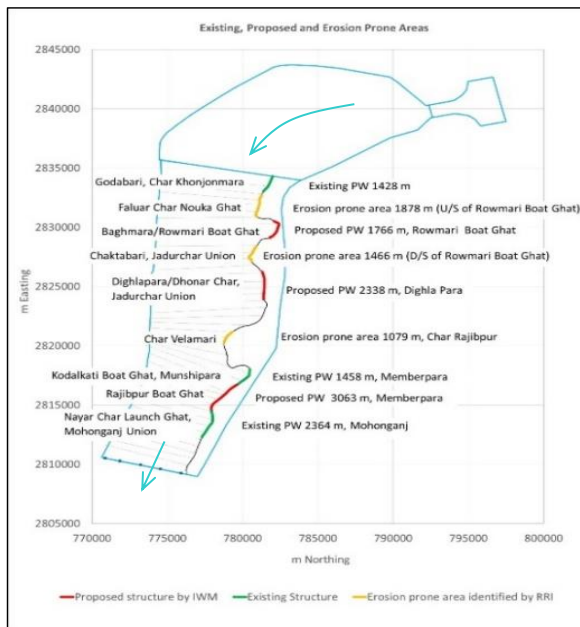 Existing, Proposed and Erosion Prone Areas
2845000
2840000
2835000
2830000
2825000
2820000
2815000
2810000
2805000
m Easting
Godabari, Char Khonjonmara
Existing PW 1428 m
Faluar Char Nouka Ghat
Erosion prone area 1878 m (U/S of Rowmari Boat Ghat)
Baghmara/Rowmari Boat Ghat
Proposed PW 1766 m, Rowmari Boat Ghat
Chaktabari, Jadurchar Union
Erosion prone area 1466 m (D/S of Rowmari Boat Ghat)
Dighlapara/Dhonar Char,
Jadurchar Union
Proposed PW 2338 m, Dighla Para
Char Velamari
Erosion prone area 1079 m, Char Rajibpur
Kodalkati Boat Ghat, Munshipara
Existing PW 1458 m, Memberpara
Rajibpur Boat Ghat
Proposed PW 3063 m, Memberpara
Nayar Char Launch Ghat,
Mohonganj Union
Existing PW 2364 m, Mohonganj
770000 775000 780000 785000 790000 795000 800000
m Northing
Proposed structure by IWM Existing Structure Erosion prone area identified by RRI